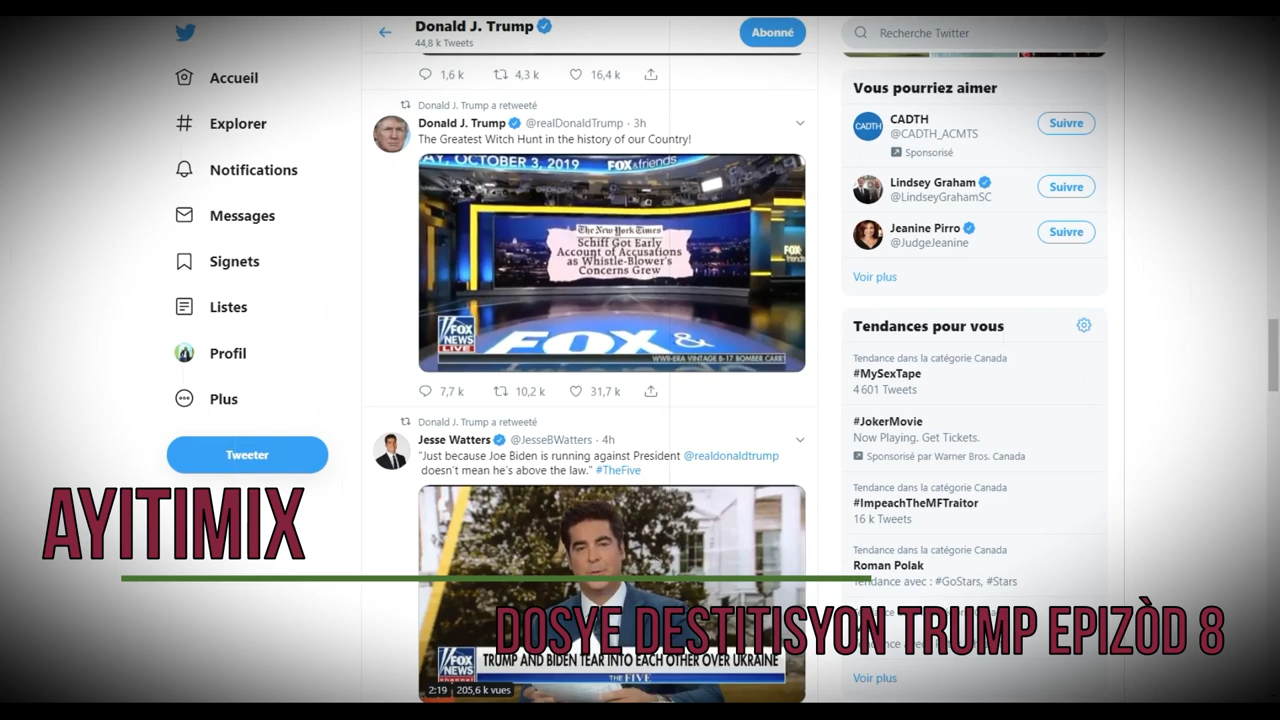 Donald J. Trump
44,8 k Tweets
Abonné
Recherche Twitter
Accueil
Explorer
Notifications
Messages
Signets
Listes
Profil
Plus
Tweeter
1,6 k 4,3 k 16,4 k
Donald J. Trump a retweeté
Donald J. Trump @realDonaldTrump · 3h
The Greatest Witch Hunt in the history of our Country!
AY, OCTOBER 3, 2019 FOX & friends
The New York Times
Schiff Got Early
Account of Accusations
as Whistle-Blower's
Concerns Grew
FOX
friends
FOX &
FOX
NEWS
LIVE
WWII-ERA VINTAGE B-17 BOMBER CARR
7,7 k 10,2 k 31,7 k
Donald J. Trump a retweeté
Jesse Watters @JesseBWatters · 4h
“Just because Joe Biden is running against President @realdonaldtrump
doesn’t mean he’s above the law.” #TheFive
FOX
NEWS
channel
TRUMP AND BIDEN TEAR INTO EACH OTHER OVER UKRAINE
THE FIVE
2:19 205,6 k vues
Vous pourriez aimer
CADTH
CADTH
@CADTH_ACMTS
Sponsorisé
Suivre
Lindsey Graham
@LindseyGrahamSC
Suivre
Jeanine Pirro
@JudgeJeanine
Suivre
Voir plus
Tendances pour vous
Tendance dans la catégorie Canada
#MySexTape
4 601 Tweets
#JokerMovie
Now Playing. Get Tickets.
Sponsorisé par Warner Bros. Canada
Tendance dans la catégorie Canada
#ImpeachTheMFTraitor
16 k Tweets
Tendance dans la catégorie Canada
Roman Polak
Tendance avec : #GoStars, #Stars
Voir plus
AYITIMIX
DOSYE DESTITISYON TRUMP EPIZÒD 8